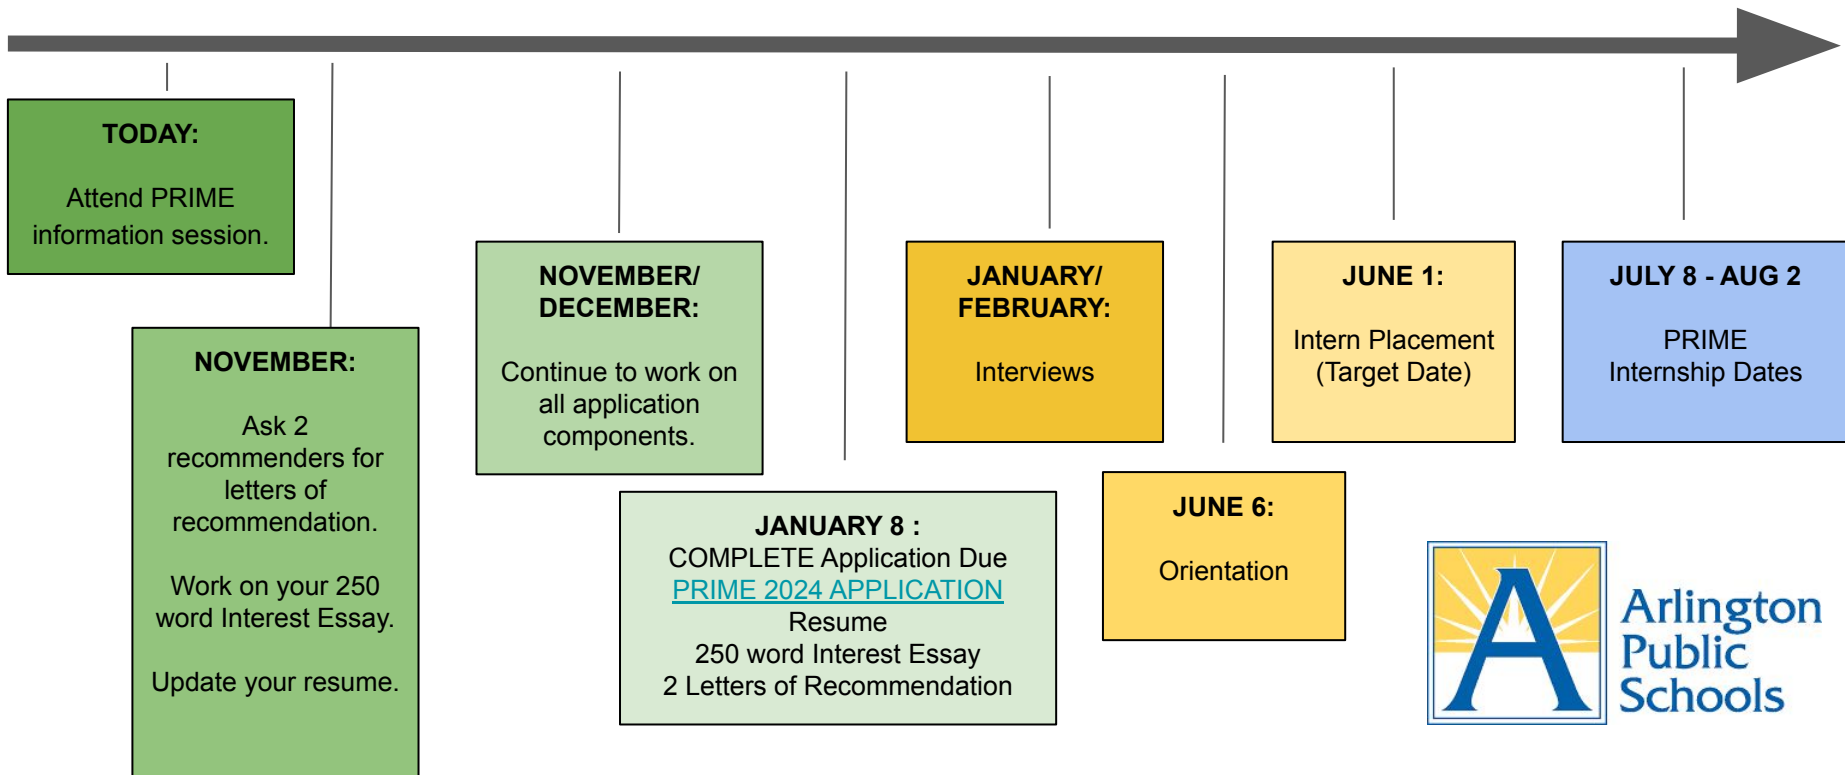 TODAY:
Attend PRIME
information session.
NOVEMBER:
Ask 2
recommenders for
letters of
recommendation.
Work on your 250
word Interest Essay.
Update your resume.
NOVEMBER/
DECEMBER:
Continue to work on
all application
components.
JANUARY 8 :
COMPLETE Application Due
PRIME 2024 APPLICATION
Resume
250 word Interest Essay
2 Letters of Recommendation
JANUARY/
FEBRUARY:
Interviews
JUNE 6:
Orientation
JUNE 1:
Intern Placement
(Target Date)
JULY 8 - AUG 2
PRIME
Internship Dates
A
Arlington
Public
Schools